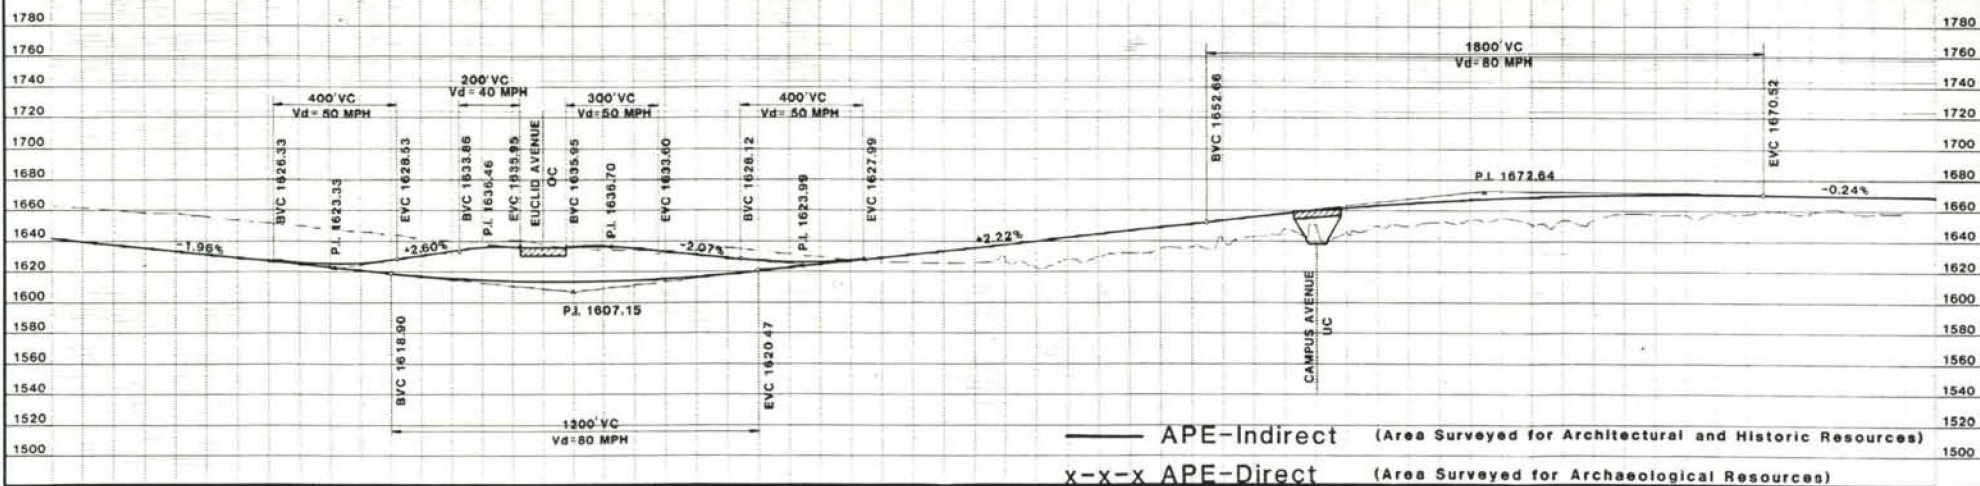 1780
1760
1740
1720
1700
1680
1660
1640
1620
1600
1580
1560
1540
1520
1500
400'VC
Vd=50 MPH
200'VC
Vd=40 MPH
300'VC
Vd=50 MPH
400'VC
Vd=50 MPH
1800'VC
Vd=80 MPH
BVC 1626.33
P.I. 1623.33
EVC 1628.53
BVC 1633.86
P.I. 1636.46
EVC 1635.95
EUCLID AVENUE
OC
BVC 1635.95
P.I. 1636.70
EVC 1633.60
BVC 1628.12
P.I. 1623.99
EVC 1627.99
BVC 1652.66
P.I. 1672.64
EVC 1670.52
-1.96%
+2.60%
-2.07%
+2.22%
-0.24%
P.I. 1607.15
BVC 1618.90
EVC 1620.47
1200'VC
Vd=80 MPH
CAMPUS AVENUE
UC
1780
1760
1740
1720
1700
1680
1660
1640
1620
1600
1580
1560
1540
1520
1500
APE-Indirect (Area Surveyed for Architectural and Historic Resources)
x-x-x APE-Direct (Area Surveyed for Archaeological Resources)